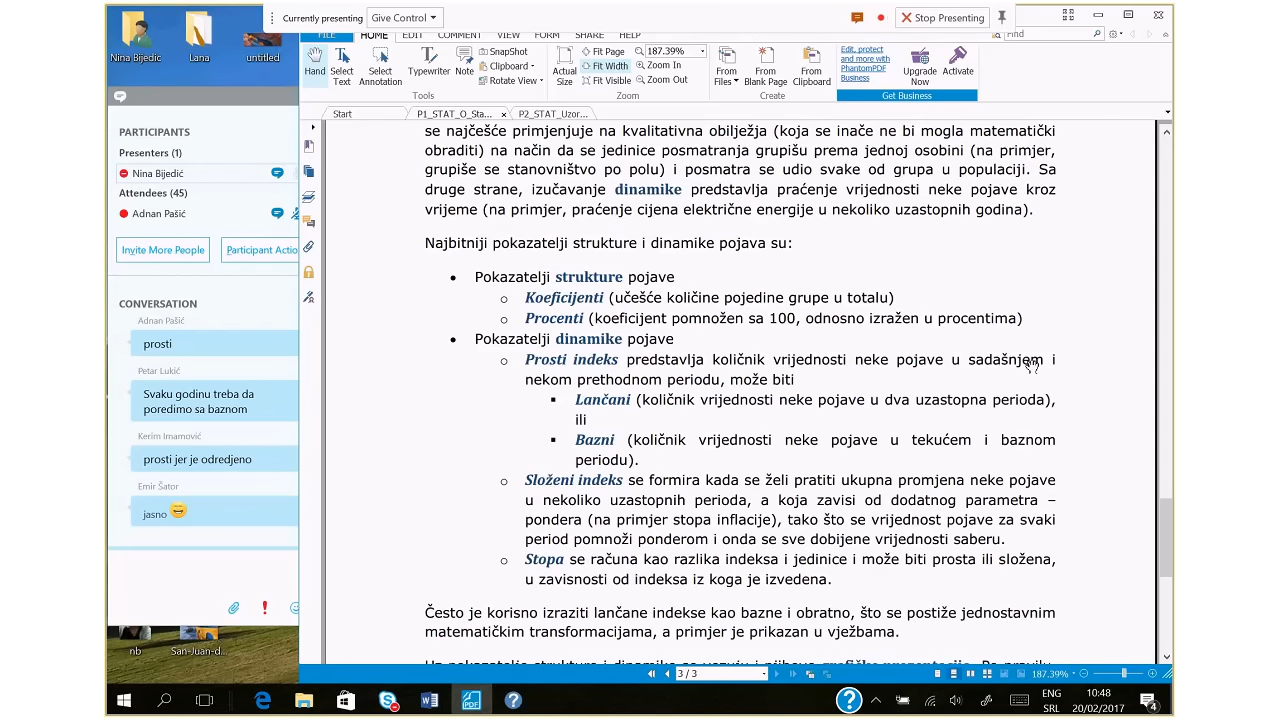 Currently presenting
Give Control
Stop Presenting
Nina Bijedic
Lana
untitled
FILE HOME EDIT COMMENT VIEW FORM SHARE HELP
Find
Hand
Select Text
Select Annotation
Typewriter
Note
SnapShot
Clipboard
Rotate View
Tools
Actual Size
Fit Page
Fit Width
Fit Visible
187.39%
Zoom In
Zoom Out
Zoom
From Files
From Blank Page
From Clipboard
Create
Edit, protect
and more with
PhantomPDF
Business
Upgrade Now
Activate
Get Business
Start
P1_STAT_O_Sta... ×
P2_STAT_Uzor...
PARTICIPANTS
Presenters (1)
Nina Bijedić
Attendees (45)
Adnan Pašić
Invite More People
Participant Actio
CONVERSATION
Adnan Pašić
prosti
Petar Lukić
Svaku godinu treba da
poredimo sa baznom
Kerim Imamović
prosti jer je odredjeno
Emir Šator
jasno
se najčešće primjenjuje na kvalitativna obilježja (koja se inače ne bi mogla matematički
obraditi) na način da se jedinice posmatranja grupišu prema jednoj osobini (na primjer,
grupiše se stanovništvo po polu) i posmatra se udio svake od grupa u populaciji. Sa
druge strane, izučavanje dinamike predstavlja praćenje vrijednosti neke pojave kroz
vrijeme (na primjer, praćenje cijena električne energije u nekoliko uzastopnih godina).
Najbitniji pokazatelji strukture i dinamike pojava su:
• Pokazatelji strukture pojave
o Koeficijenti (učešće količine pojedine grupe u totalu)
o Procenti (koeficijent pomnožen sa 100, odnosno izražen u procentima)
• Pokazatelji dinamike pojave
o Prosti indeks predstavlja količnik vrijednosti neke pojave u sadašnjem i
nekom prethodnom periodu, može biti
▪ Lančani (količnik vrijednosti neke pojave u dva uzastopna perioda),
ili
▪ Bazni (količnik vrijednosti neke pojave u tekućem i baznom
periodu).
o Složeni indeks se formira kada se želi pratiti ukupna promjena neke pojave
u nekoliko uzastopnih perioda, a koja zavisi od dodatnog parametra –
pondera (na primjer stopa inflacije), tako što se vrijednost pojave za svaki
period pomnoži ponderom i onda se sve dobijene vrijednosti saberu.
o Stopa se računa kao razlika indeksa i jedinice i može biti prosta ili složena,
u zavisnosti od indeksa iz koga je izvedena.
Često je korisno izraziti lančane indekse kao bazne i obratno, što se postiže jednostavnim
matematičkim transformacijama, a primjer je prikazan u vježbama.
nb
San-Juan-d...
3 / 3
187.39%
ENG
SRL
10:48
20/02/2017
4